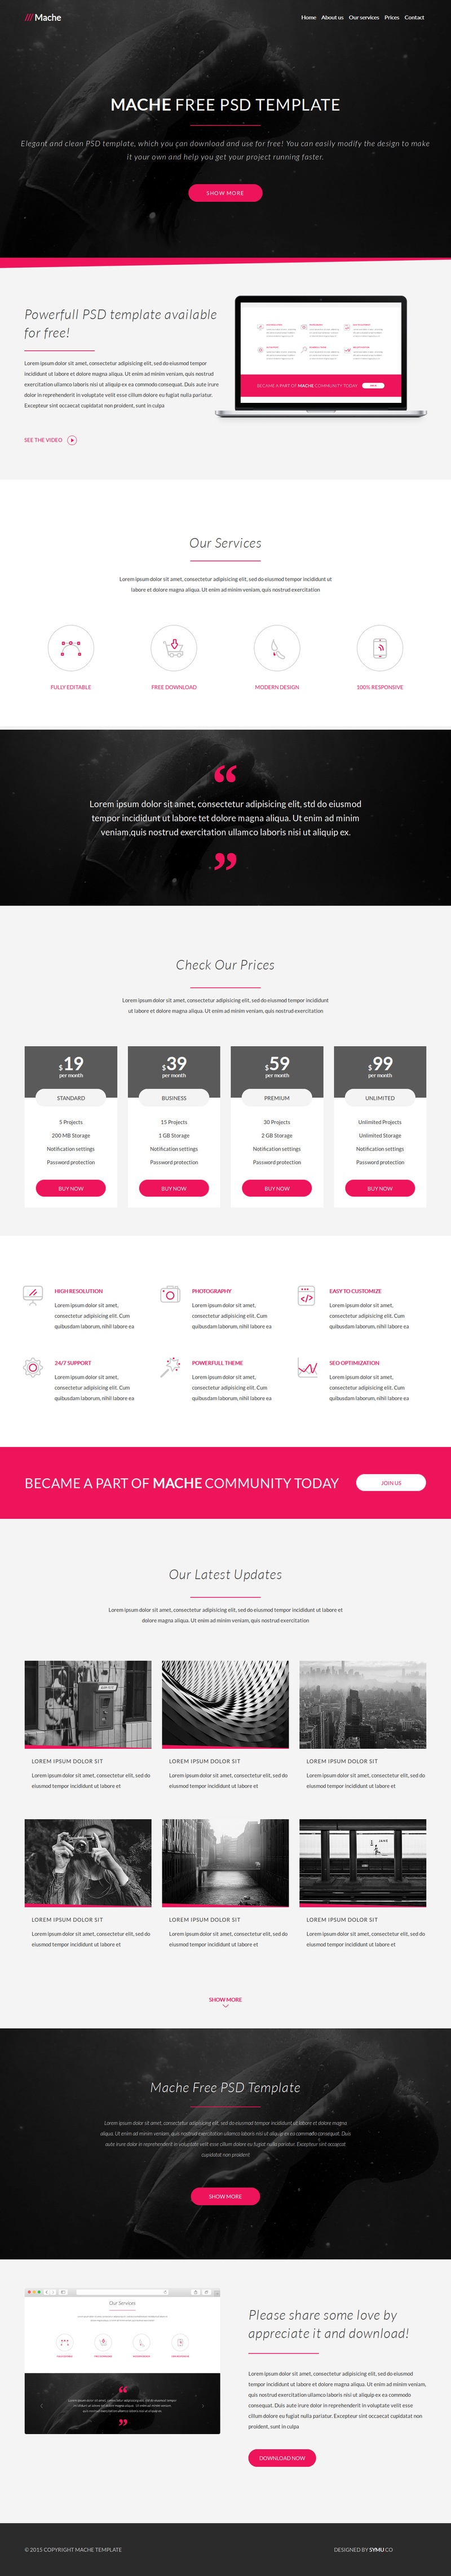 /// Mache
Home About us Our services Prices Contact
MACHE FREE PSD TEMPLATE
Elegant and clean PSD template, which you can download and use for free! You can easily modify the design to make
it your own and help you get your project running faster.
SHOW MORE
Powerfull PSD template available
for free!
Lorem ipsum dolor sit amet, consectetur adipisicing elit, sed do eiusmod tempor
incididunt ut labore et dolore magna aliqua. Ut enim ad minim veniam, quis nostrud
exercitation ullamco laboris nisi ut aliquip ex ea commodo consequat. Duis aute irure
dolor in reprehenderit in voluptate velit esse cillum dolore eu fugiat nulla pariatur.
Excepteur sint occaecat cupidatat non proident, sunt in culpa
SEE THE VIDEO
BECAME A PART OF MACHE COMMUNITY TODAY
Our Services
Lorem ipsum dolor sit amet, consectetur adipisicing elit, sed do eiusmod tempor incididunt ut
labore et dolore magna aliqua. Ut enim ad minim veniam, quis nostrud exercitation
FULLY EDITABLE
FREE DOWNLOAD
MODERN DESIGN
100% RESPONSIVE
“
Lorem ipsum dolor sit amet, consectetur adipisicing elit, std do eiusmod
tempor incididunt ut labore tet dolore magna aliqua. Ut enim ad minim
veniam,quis nostrud exercitation ullamco laboris nisi ut aliquip ex.
”
Check Our Prices
Lorem ipsum dolor sit amet, consectetur adipisicing elit, sed do eiusmod tempor incididunt
ut labore et dolore magna aliqua. Ut enim ad minim veniam, quis nostrud exercitation
$19
per month
STANDARD
5 Projects
200 MB Storage
Notification settings
Password protection
BUY NOW
$39
per month
BUSINESS
15 Projects
1 GB Storage
Notification settings
Password protection
BUY NOW
$59
per month
PREMIUM
30 Projects
2 GB Storage
Notification settings
Password protection
BUY NOW
$99
per month
UNLIMITED
Unlimited Projects
Unlimited Storage
Notification settings
Password protection
BUY NOW
HIGH RESOLUTION
Lorem ipsum dolor sit amet,
consectetur adipisicing elit. Cum
quibusdam laborum, nihil labore ea
PHOTOGRAPHY
Lorem ipsum dolor sit amet,
consectetur adipisicing elit. Cum
quibusdam laborum, nihil labore ea
EASY TO CUSTOMIZE
Lorem ipsum dolor sit amet,
consectetur adipisicing elit. Cum
quibusdam laborum, nihil labore ea
24/7 SUPPORT
Lorem ipsum dolor sit amet,
consectetur adipisicing elit. Cum
quibusdam laborum, nihil labore ea
POWERFULL THEME
Lorem ipsum dolor sit amet,
consectetur adipisicing elit. Cum
quibusdam laborum, nihil labore ea
SEO OPTIMIZATION
Lorem ipsum dolor sit amet,
consectetur adipisicing elit. Cum
quibusdam laborum, nihil labore ea
BECAME A PART OF MACHE COMMUNITY TODAY
JOIN US
Our Latest Updates
Lorem ipsum dolor sit amet, consectetur adipisicing elit, sed do eiusmod tempor incididunt ut labore et
dolore magna aliqua. Ut enim ad minim veniam, quis nostrud exercitation
LOREM IPSUM DOLOR SIT
Lorem ipsum dolor sit amet, consectetur elit, sed do
eiusmod tempor incididunt ut labore et
LOREM IPSUM DOLOR SIT
Lorem ipsum dolor sit amet, consectetur elit, sed do
eiusmod tempor incididunt ut labore et
LOREM IPSUM DOLOR SIT
Lorem ipsum dolor sit amet, consectetur elit, sed do
eiusmod tempor incididunt ut labore et
LOREM IPSUM DOLOR SIT
Lorem ipsum dolor sit amet, consectetur elit, sed do
eiusmod tempor incididunt ut labore et
LOREM IPSUM DOLOR SIT
Lorem ipsum dolor sit amet, consectetur elit, sed do
eiusmod tempor incididunt ut labore et
LOREM IPSUM DOLOR SIT
Lorem ipsum dolor sit amet, consectetur elit, sed do
eiusmod tempor incididunt ut labore et
SHOW MORE
Mache Free PSD Template
Lorem ipsum dolor sit amet, consectetur adipisicing elit, sed do eiusmod tempor incididunt ut labore et dolore magna
aliqua. Ut enim ad minim veniam, quis nostrud exercitation ullamco laboris nisi ut aliquip ex ea commodo consequat. Duis
aute irure dolor in reprehenderit in voluptate velit esse cillum dolore eu fugiat nulla pariatur. Excepteur sint occaecat
cupidatat non proident
SHOW MORE
Our Services
Please share some love by
appreciate it and download!
Lorem ipsum dolor sit amet, consectetur adipisicing elit, sed do eiusmod
tempor incididunt ut labore et dolore magna aliqua. Ut enim ad minim veniam,
quis nostrud exercitation ullamco laboris nisi ut aliquip ex ea commodo
consequat. Duis aute irure dolor in reprehenderit in voluptate velit esse
cillum dolore eu fugiat nulla pariatur. Excepteur sint occaecat cupidatat non
proident, sunt in culpa
DOWNLOAD NOW
© 2015 COPYRIGHT MACHE TEMPLATE
DESIGNED BY SYMU CO